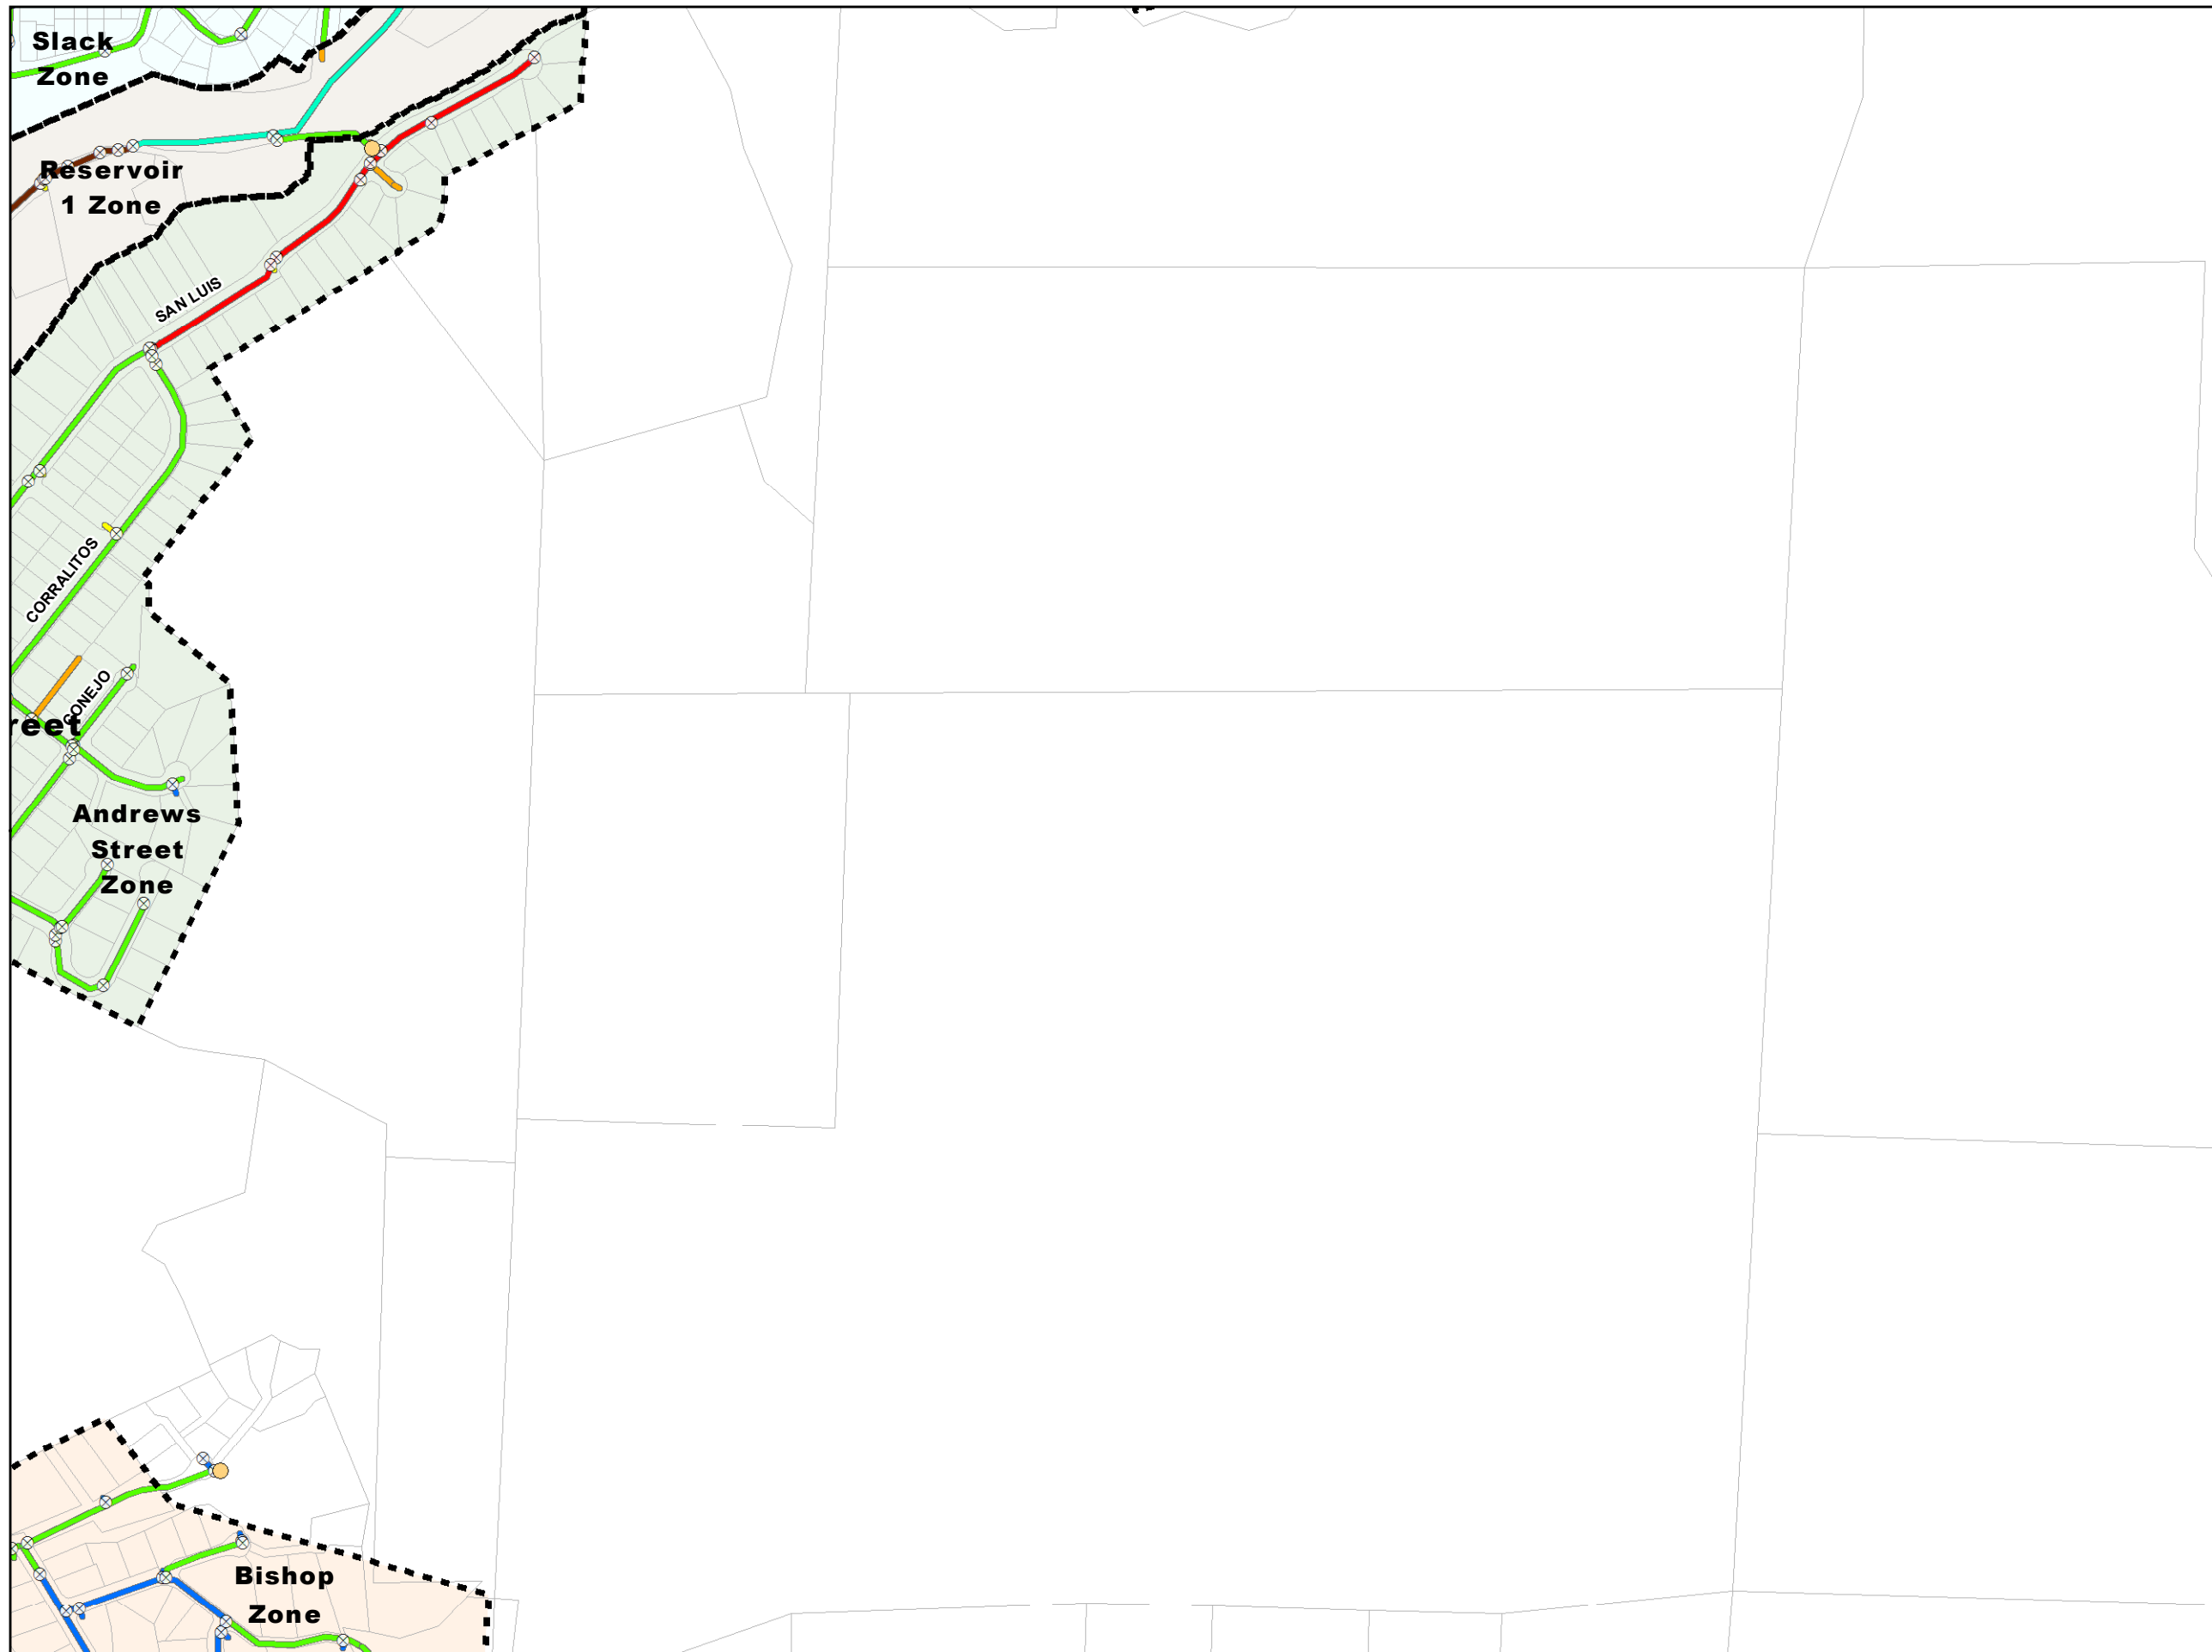 Slack
Zone
Reservoir
1 Zone
SAN LUIS
CORRALITOS
CONEJO
reet
Andrews
Street
Zone
Bishop
Zone